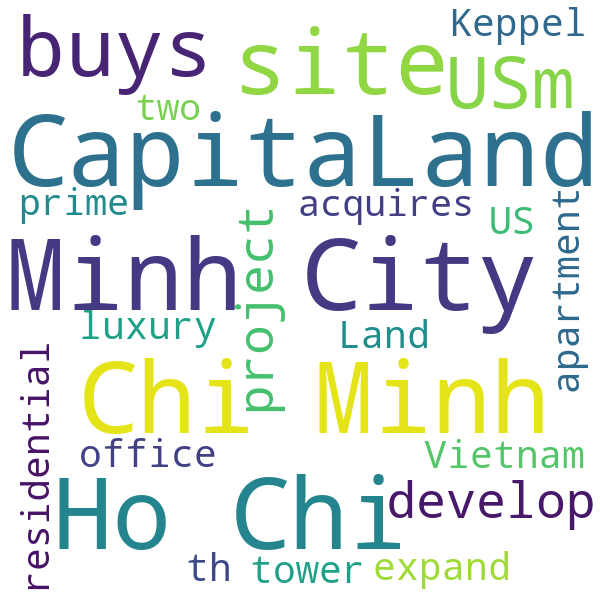 Keppel
buys site USm
two
CapitaLand
prime acquires US
apartment
Minh City
project
luxury Land
Chi Minh
residential
office Vietnam
Ho Chi develop
th tower expand